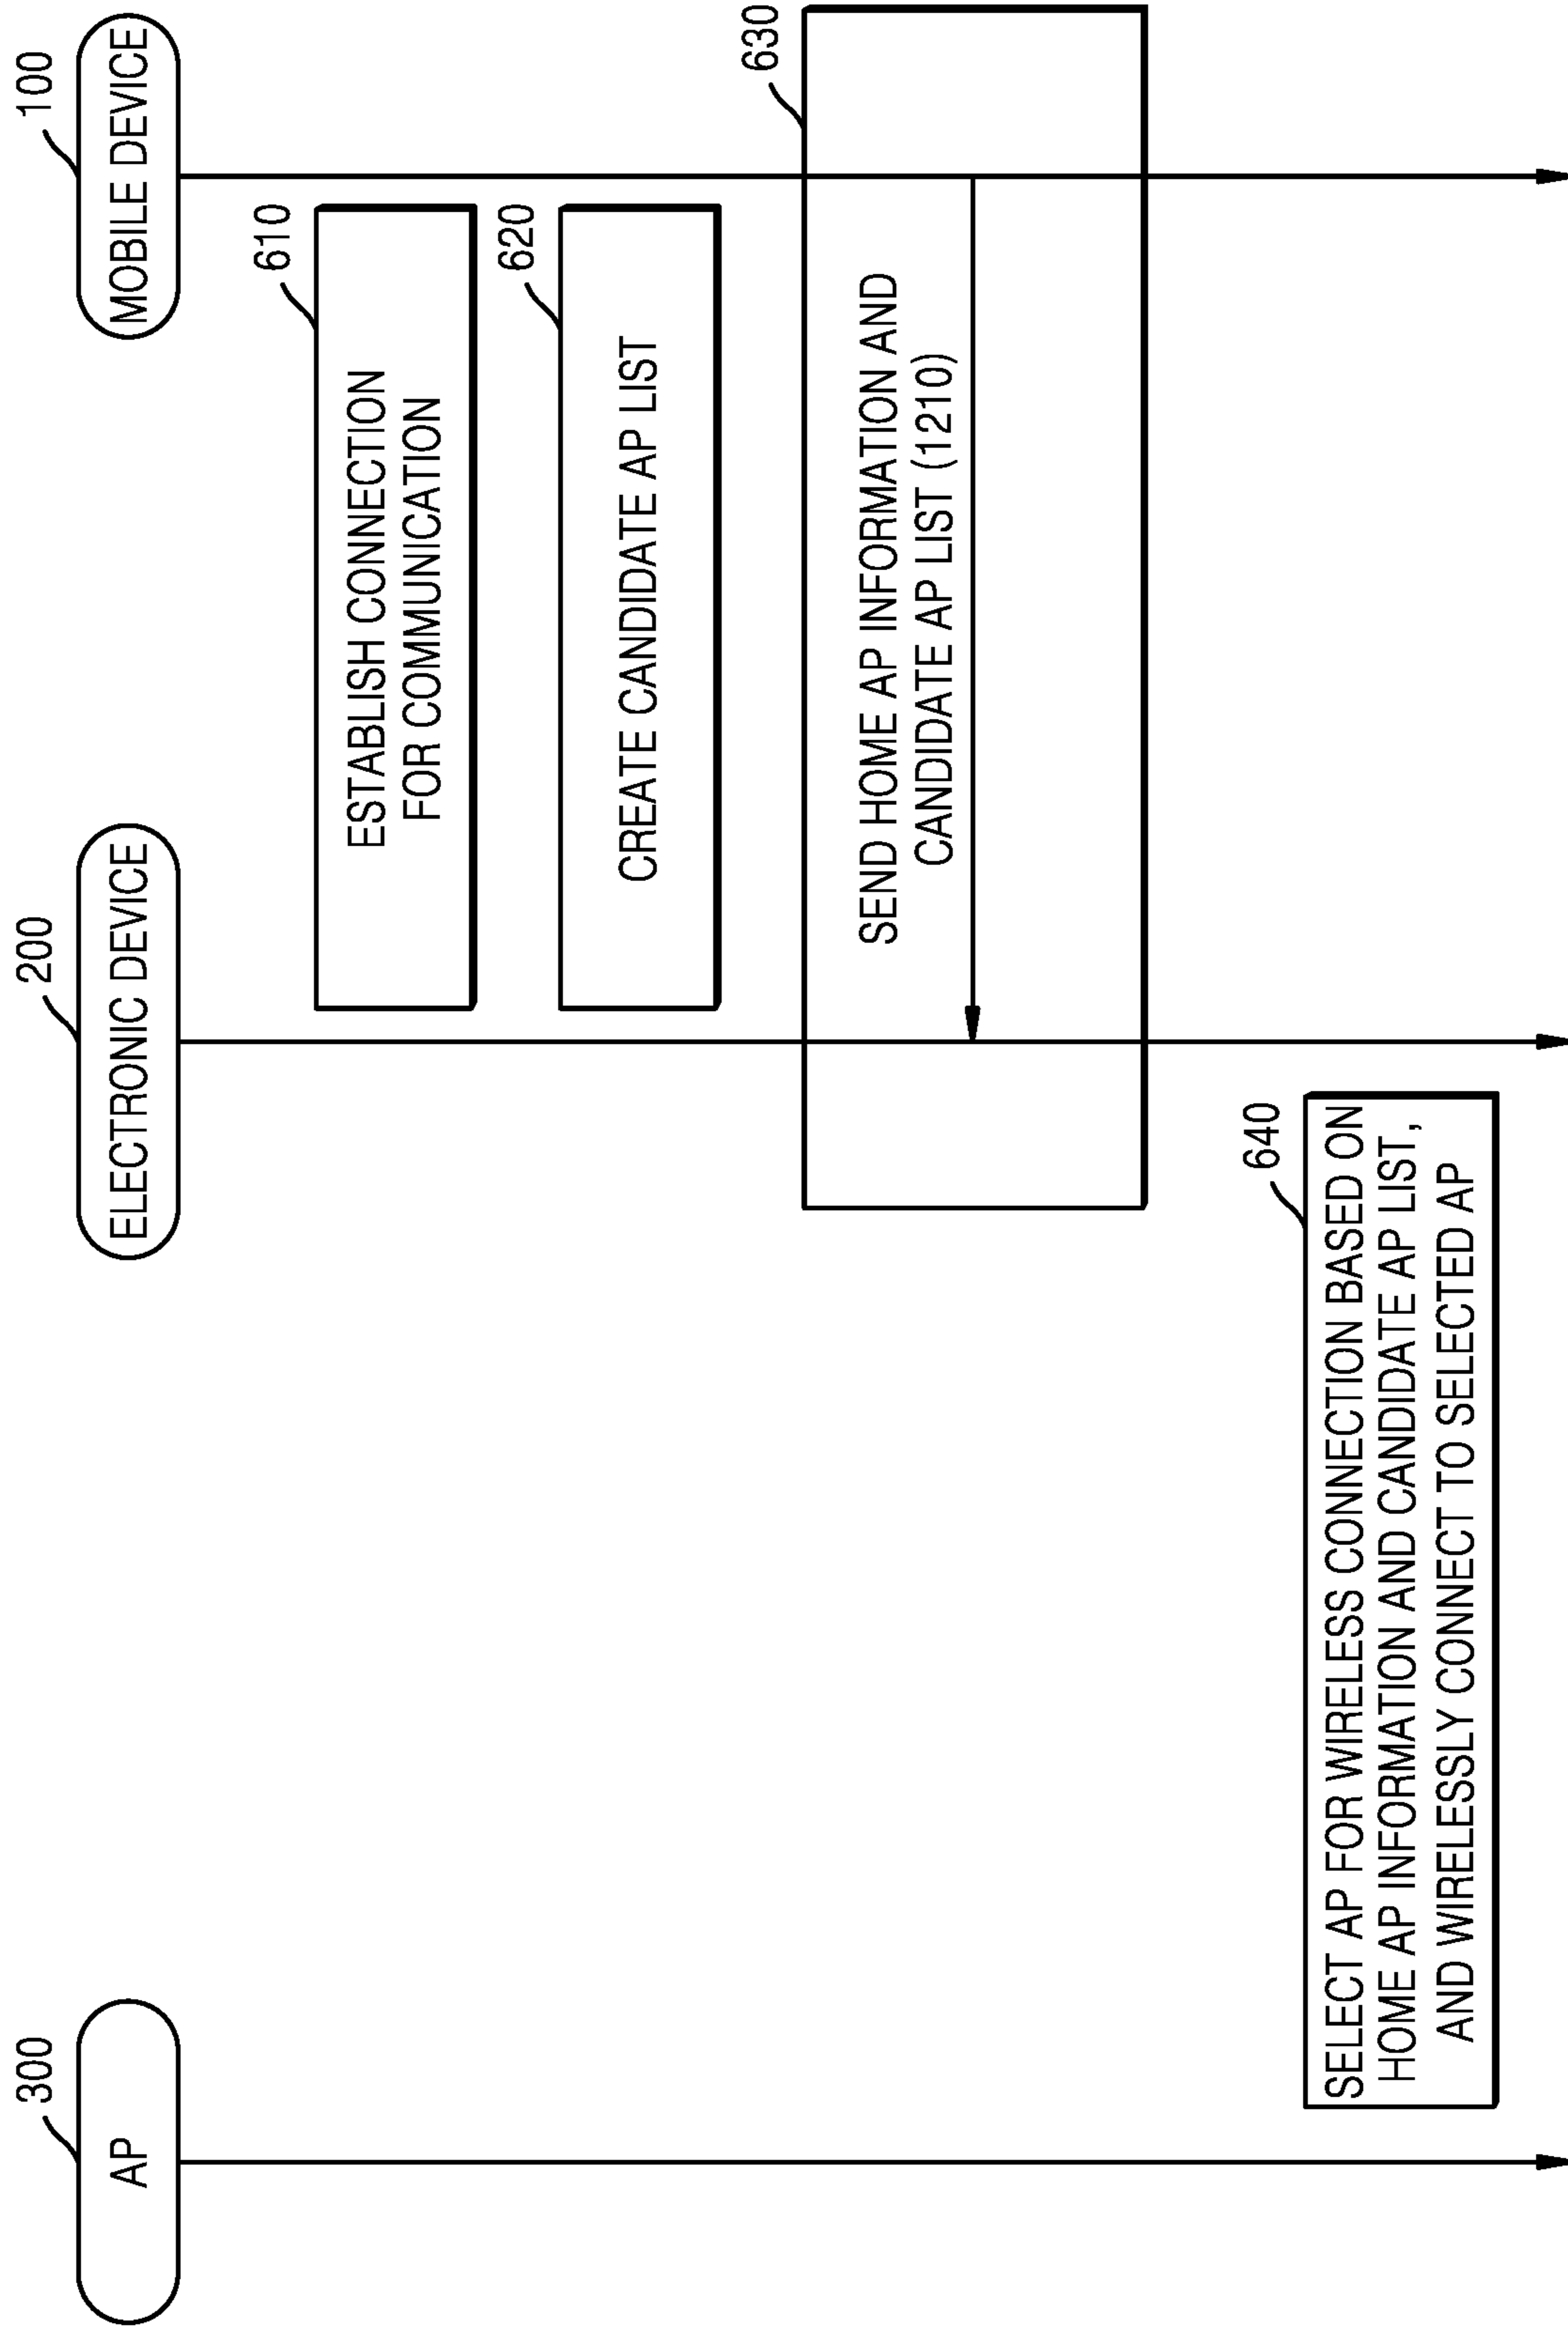 300
AP
200
ELECTRONIC DEVICE
100
MOBILE DEVICE
610
ESTABLISH CONNECTION
FOR COMMUNICATION
620
CREATE CANDIDATE AP LIST
630
SEND HOME AP INFORMATION AND
CANDIDATE AP LIST (1210)
640
SELECT AP FOR WIRELESS CONNECTION BASED ON
HOME AP INFORMATION AND CANDIDATE AP LIST,
AND WIRELESSLY CONNECT TO SELECTED AP